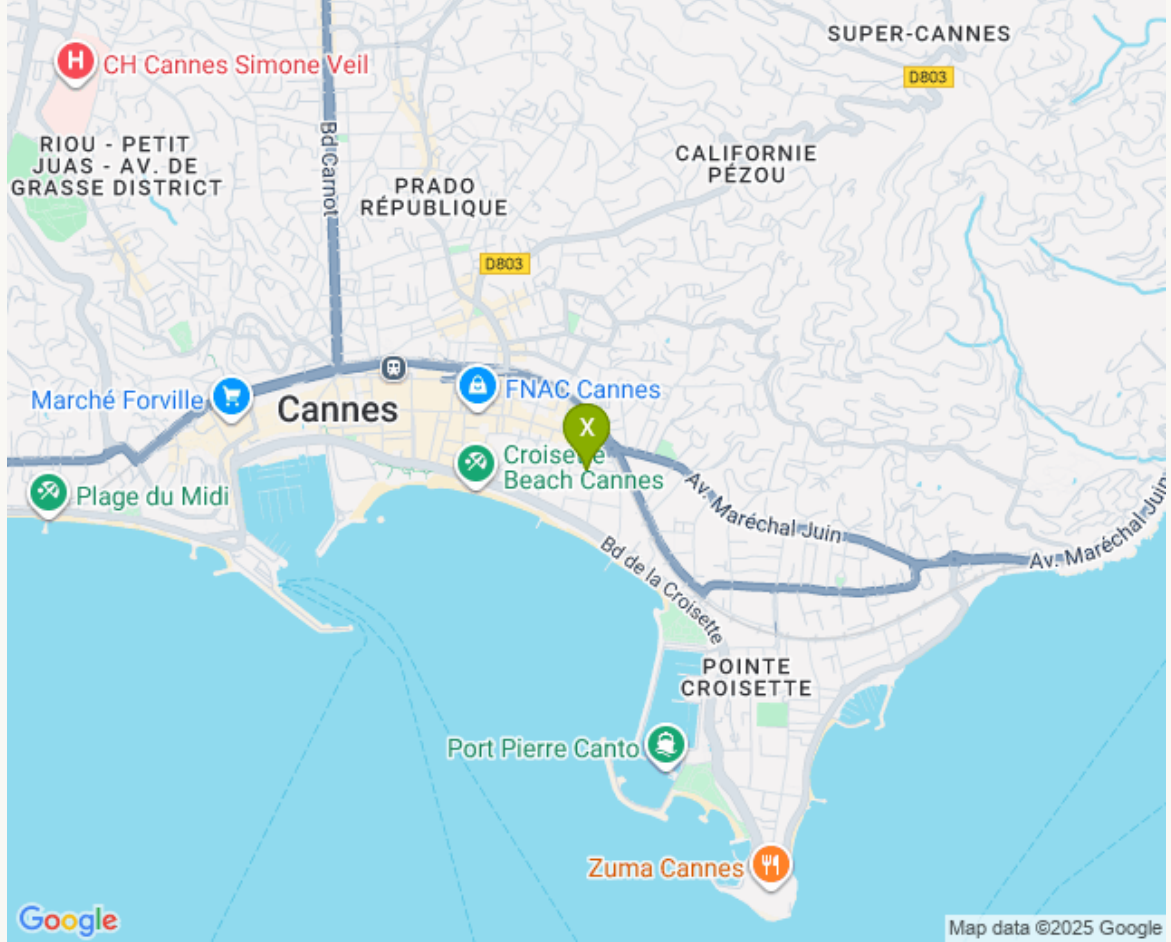 SUPER-CANNES
H
CH Cannes Simone Veil
D803
Bd Carnot
RIOU - PETIT
JUAS - AV. DE
GRASSE DISTRICT
CALIFORNIE
PÉZOU
PRADO
RÉPUBLIQUE
D803
Marché Forville
Cannes
FNAC Cannes
X
Croisette
Beach Cannes
Plage du Midi
Av. Maréchal Juin
Av. Maréchal Juin
Bd de la Croisette
POINTE
CROISETTE
Port Pierre Canto
Zuma Cannes
Google
Map data ©2025 Google